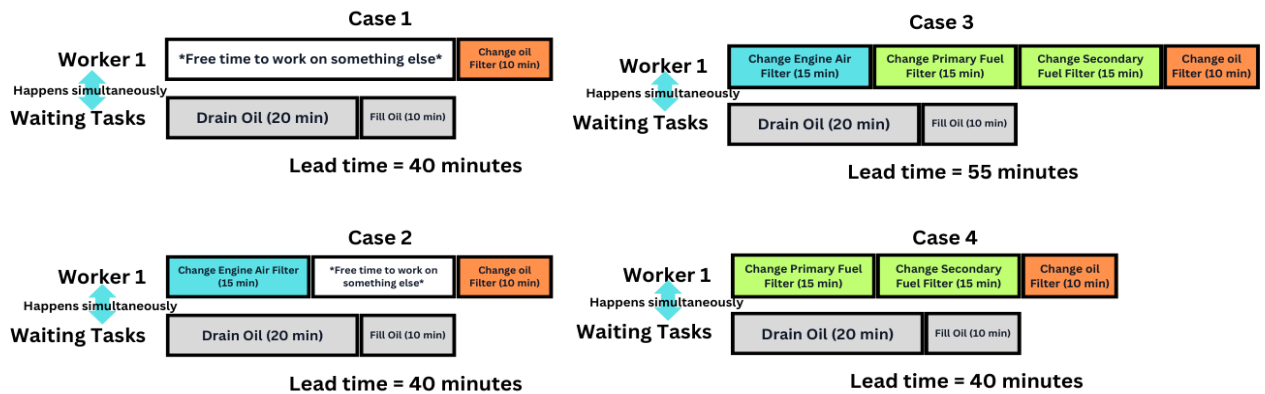 Case 1
Worker 1
*Free time to work on something else*
Change oil
Filter (10 min)
Happens simultaneously
Waiting Tasks
Drain Oil (20 min)
Fill Oil (10 min)
Lead time = 40 minutes
Case 3
Worker 1
Change Engine Air
Filter (15 min)
Change Primary Fuel
Filter (15 min)
Change Secondary
Fuel Filter (15 min)
Change oil
Filter (10 min)
Happens simultaneously
Waiting Tasks
Drain Oil (20 min)
Fill Oil (10 min)
Lead time = 55 minutes
Case 2
Worker 1
Change Engine Air Filter
(15 min)
*Free time to work on
something else*
Change oil
Filter (10 min)
Happens simultaneously
Waiting Tasks
Drain Oil (20 min)
Fill Oil (10 min)
Lead time = 40 minutes
Case 4
Worker 1
Change Primary Fuel
Filter (15 min)
Change Secondary
Fuel Filter (15 min)
Change oil
Filter (10 min)
Happens simultaneously
Waiting Tasks
Drain Oil (20 min)
Fill Oil (10 min)
Lead time = 40 minutes